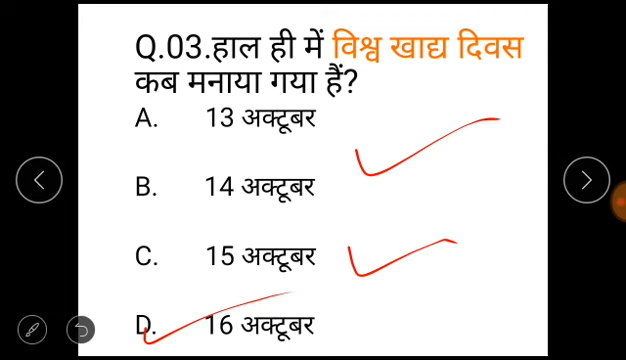 Q.03.हाल ही में विश्व खाद्य दिवस
कब मनाया गया हैं?
A. 13 अक्टूबर
B. 14 अक्टूबर
C. 15 अक्टूबर
D. 16 अक्टूबर